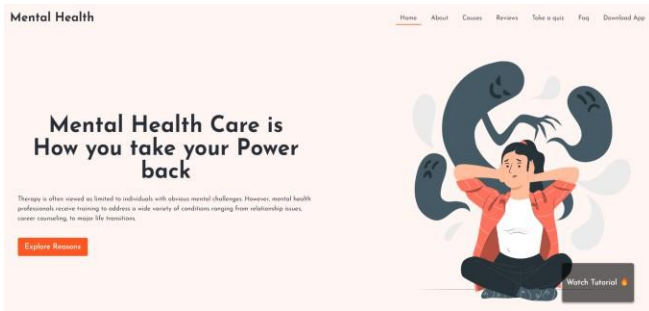 Mental Health
Home About Causes Reviews Take a quiz Faq Download App
Mental Health Care is
How you take your Power
back
Therapy is often viewed as limited to individuals with obvious mental challenges. However, mental health
professionals receive training to address a wide variety of conditions ranging from relationship issues,
career counseling, to major life transitions.
Explore Reasons
Watch Tutorial 🔥